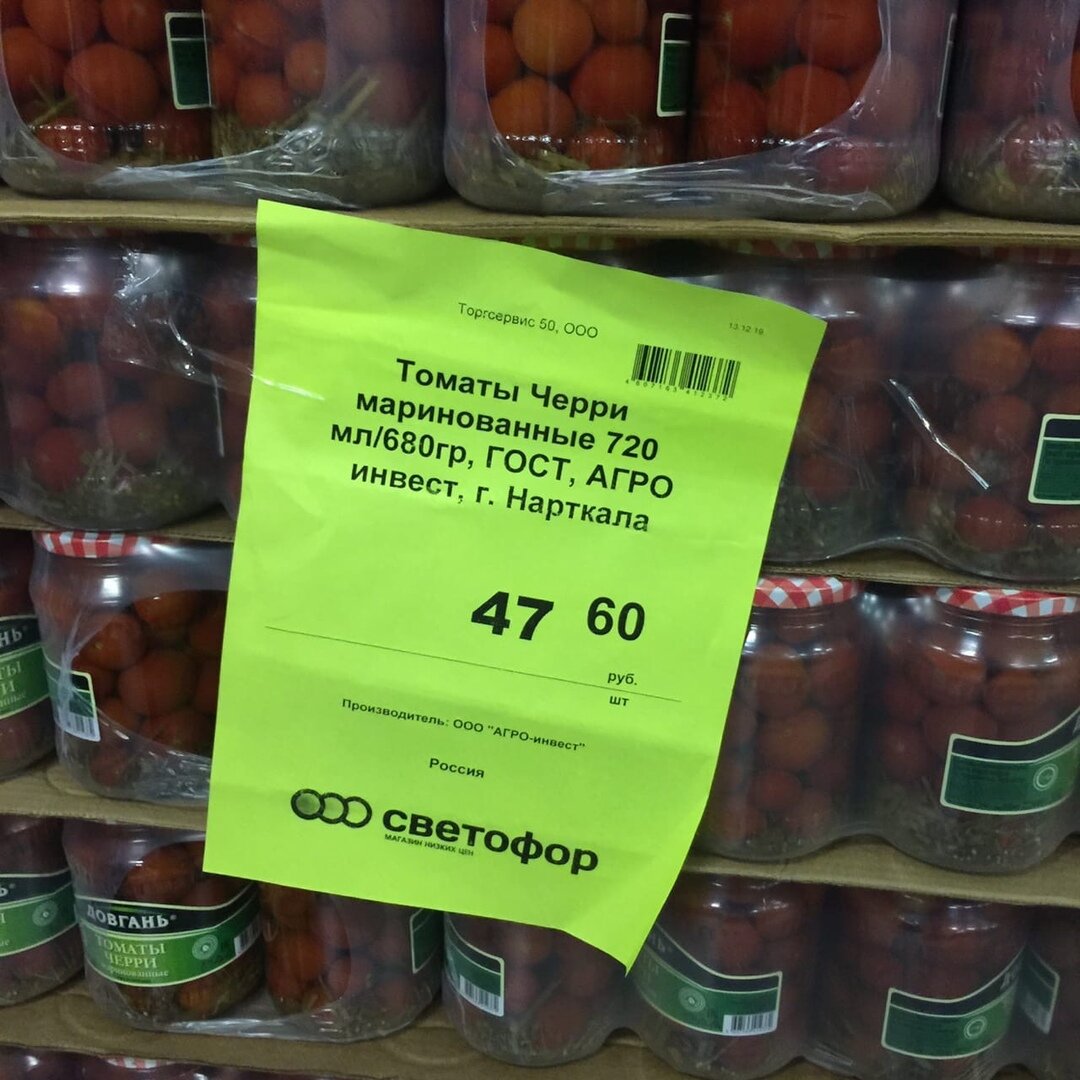 Торгсервис 50, ООО
13.12.19
Томаты Черри
маринованные 720
мл/680гр, ГОСТ, АГРО
инвест, г. Нарткала
47 60
руб.
шт
Производитель: ООО "АГРО-инвест"
Россия
светофор
МАГАЗИН НИЗКИХ ЦЕН
ДОВГАНЬ®
ТОМАТЫ
ЧЕРРИ
маринованные